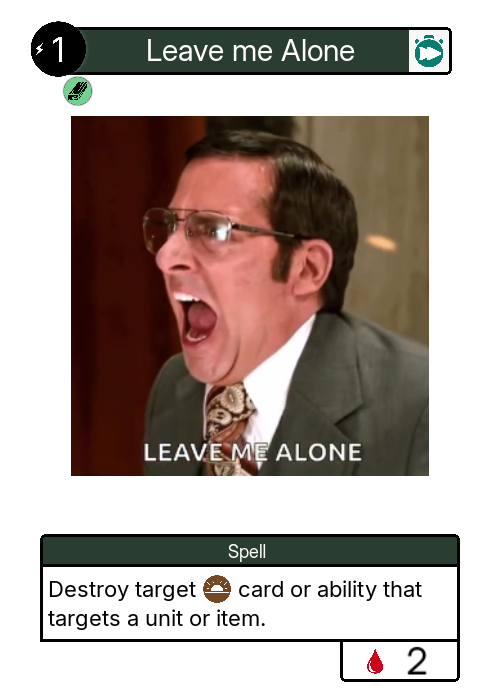 1
Leave me Alone
LEAVE ME ALONE
Spell
Destroy target card or ability that
targets a unit or item.
2